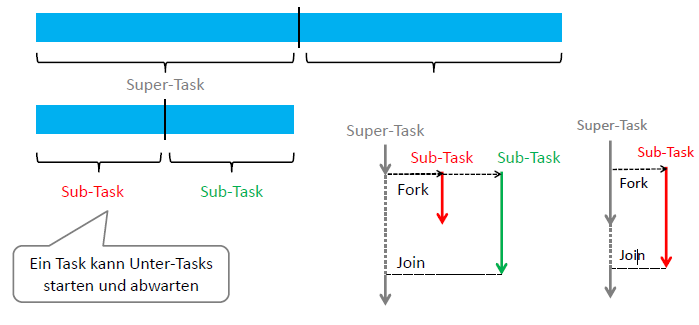 Super-Task
Sub-Task
Sub-Task
Ein Task kann Unter-Tasks
starten und abwarten
Super-Task
Sub-Task
Sub-Task
Fork
Join
Super-Task
Sub-Task
Fork
Join